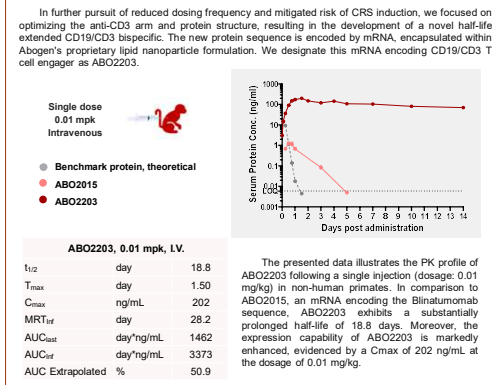 In further pursuit of reduced dosing frequency and mitigated risk of CRS induction, we focused on
optimizing the anti-CD3 arm and protein structure, resulting in the development of a novel half-life
extended CD19/CD3 bispecific. The new protein sequence is encoded by mRNA, encapsulated within
Abogen's proprietary lipid nanoparticle formulation. We designate this mRNA encoding CD19/CD3 T
cell engager as ABO2203.
Single dose
0.01 mpk
Intravenous
Benchmark protein, theoretical
ABO2015
ABO2203
Serum Protein Conc. (ng/ml)
1000
100
10
1
0.1
0.01
0.001
0 1 2 3 4 5 6 7 8 9 10 11 12 13 14
Days post administration
ABO2203, 0.01 mpk, I.V.
t1/2 day 18.8
Tmax day 1.50
Cmax ng/mL 202
MRTInf day 28.2
AUClast day*ng/mL 1462
AUCInf day*ng/mL 3373
AUC Extrapolated % 50.9
The presented data illustrates the PK profile of
ABO2203 following a single injection (dosage: 0.01
mg/kg) in non-human primates. In comparison to
ABO2015, an mRNA encoding the Blinatumomab
sequence, ABO2203 exhibits a substantially
prolonged half-life of 18.8 days. Moreover, the
expression capability of ABO2203 is markedly
enhanced, evidenced by a Cmax of 202 ng/mL at
the dosage of 0.01 mg/kg.